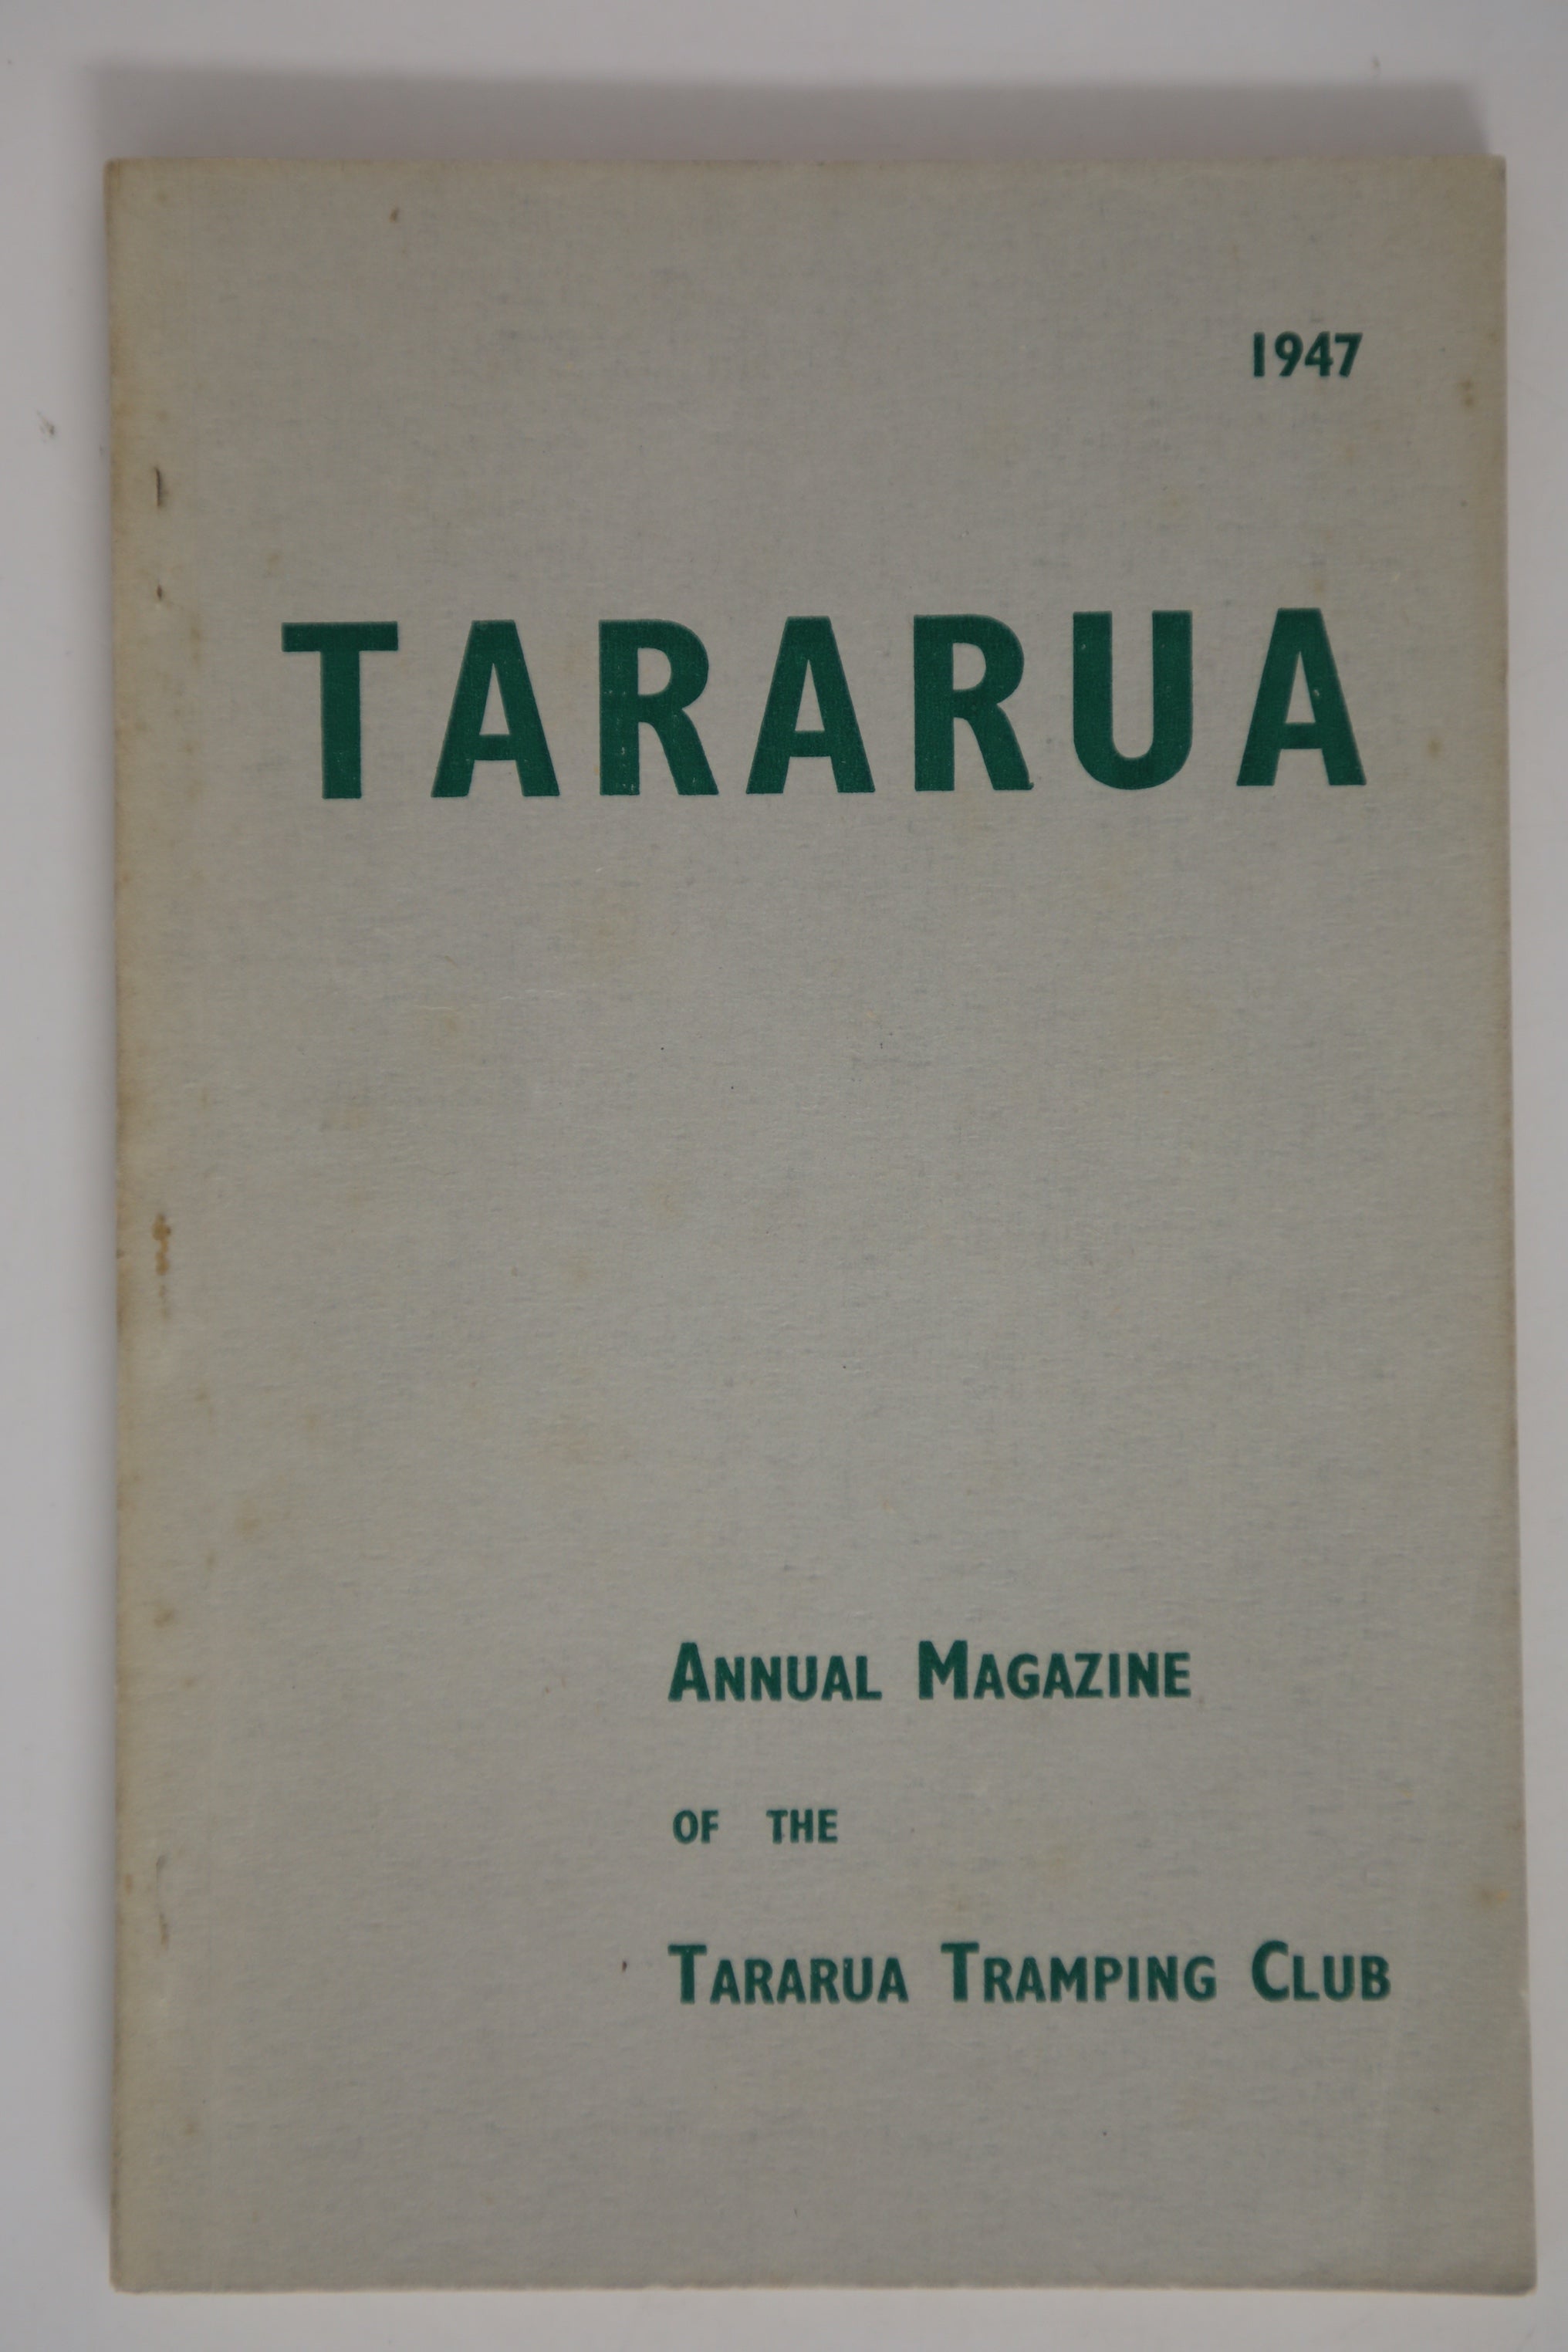 1947
TARARUA
ANNUAL MAGAZINE
OF THE
TARARUA TRAMPING CLUB